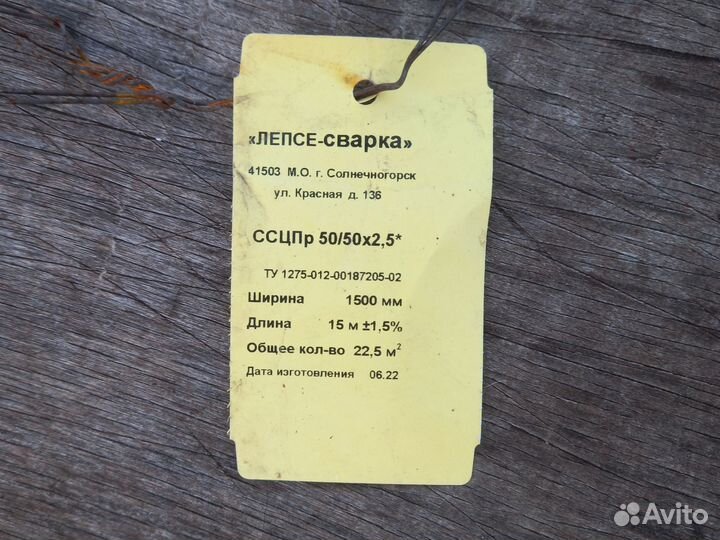 «ЛЕПСЕ-сварка»
41503 М.О. г. Солнечногорск
ул. Красная д. 136
ССЦПр 50/50х2,5*
ТУ 1275-012-00187205-02
Ширина 1500 мм
Длина 15 м ±1,5%
Общее кол-во 22,5 м²
Дата изготовления 06.22
Avito